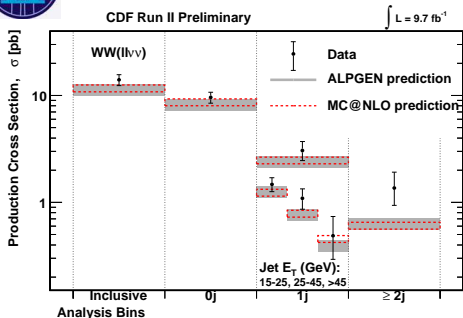 CDF Run II Preliminary
∫ L = 9.7 fb⁻¹
Production Cross Section, σ [pb]
WW(llνν)
Data
ALPGEN prediction
MC@NLO prediction
10
1
Jet E_T (GeV):
15-25, 25-45, >45
Inclusive 0j 1j ≥ 2j
Analysis Bins